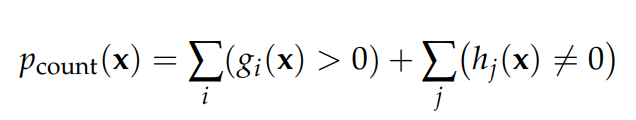 p_count(𝐱) = ∑_i (g_i(𝐱) > 0) + ∑_j (h_j(𝐱) ≠ 0)